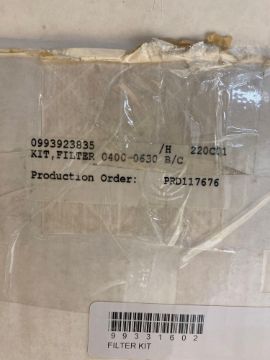 0993923835 /H 220C01
KIT,FILTER 0400-0630 B/C
Production Order: PRD117676
99331602
FILTER KIT